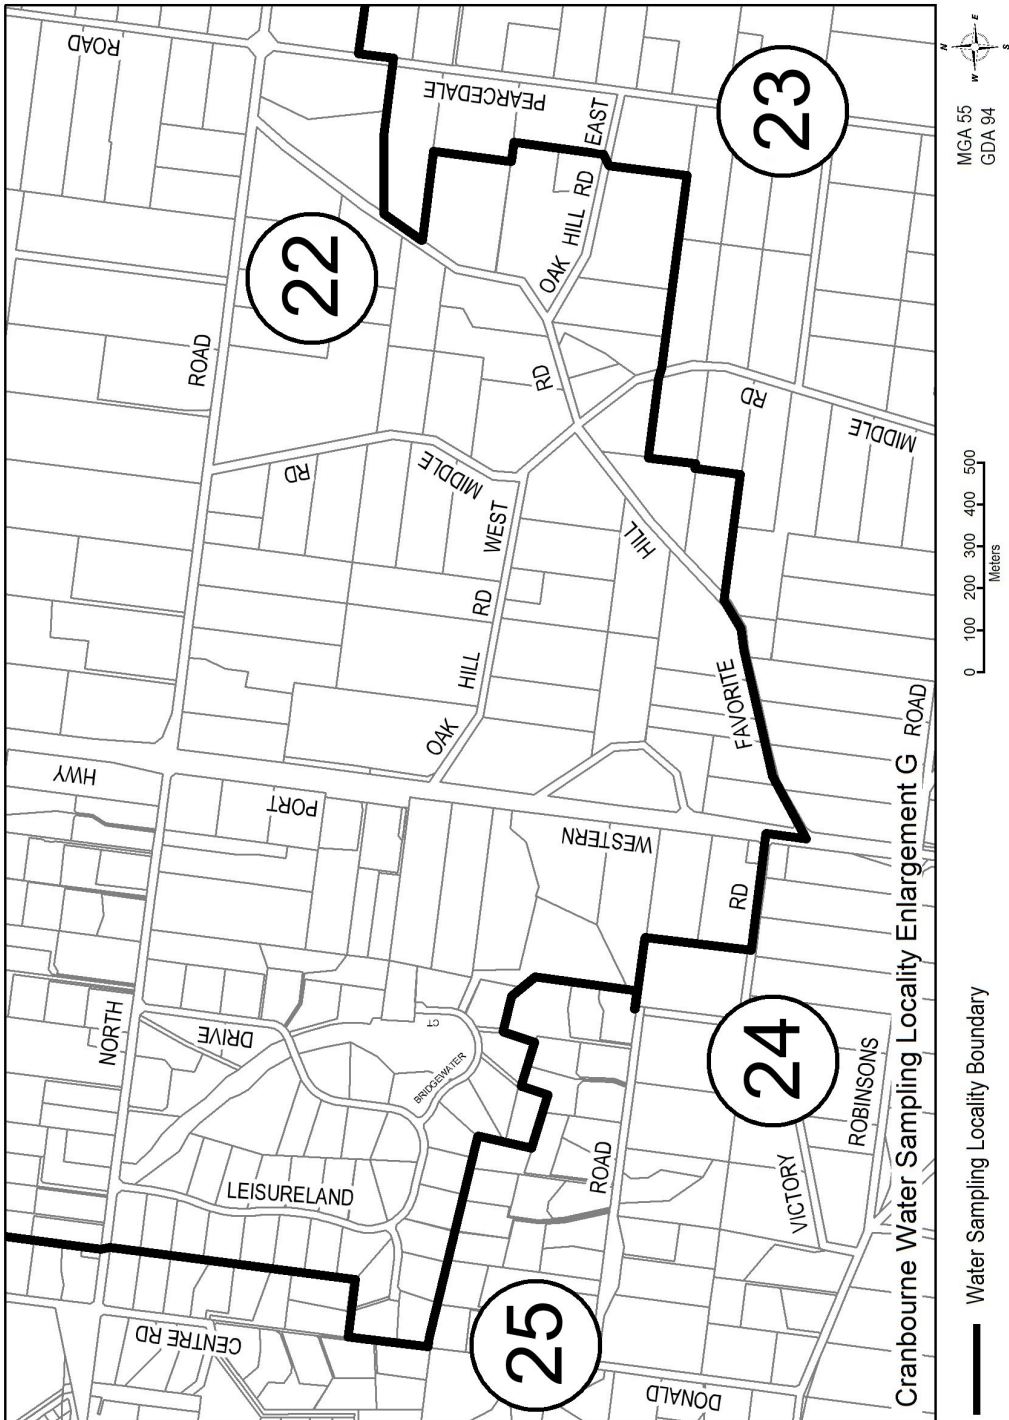 ROAD
PEARCEDALE
22
23
EAST
OAK HILL RD
ROAD
RD
MIDDLE
RD
MIDDLE
RD
OAK HILL RD WEST
HILL
FAVORITE
HWY
PORT
WESTERN
RD
ROAD
NORTH
DRIVE
CT
BRIDGEWATER
LEISURELAND
ROAD
24
VICTORY
ROBINSONS
CENTRE RD
25
DONALD
Cranbourne Water Sampling Locality Enlargement G
Water Sampling Locality Boundary
0 100 200 300 400 500
Meters
MGA 55
GDA 94
N
W E
S